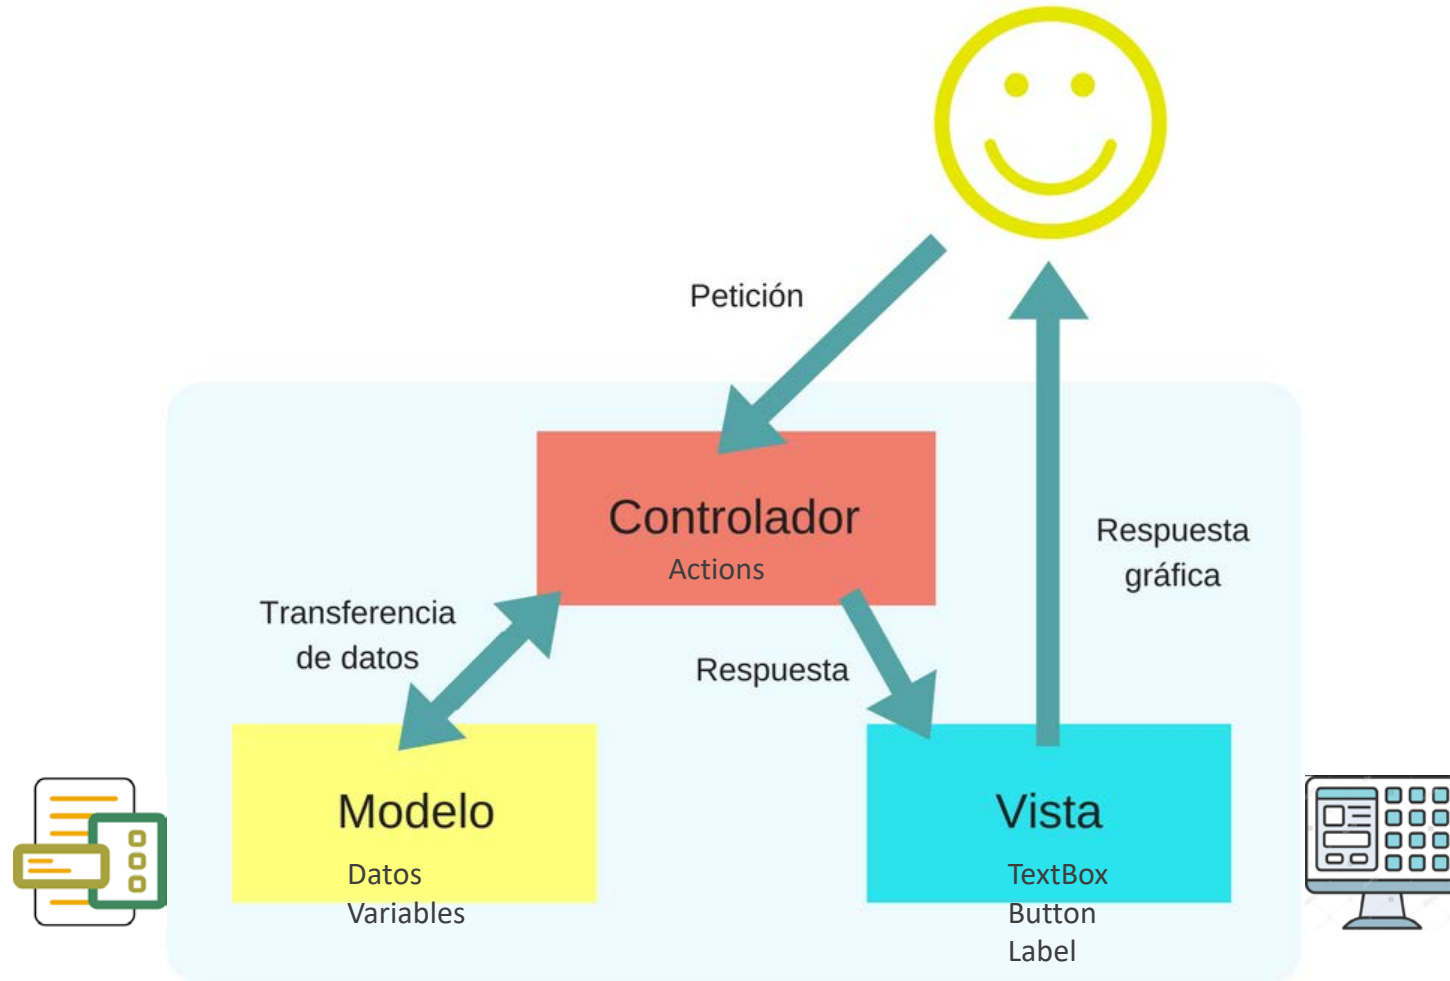 Petición
Controlador
Actions
Respuesta
gráfica
Transferencia
de datos
Respuesta
Modelo
Datos
Variables
Vista
TextBox
Button
Label